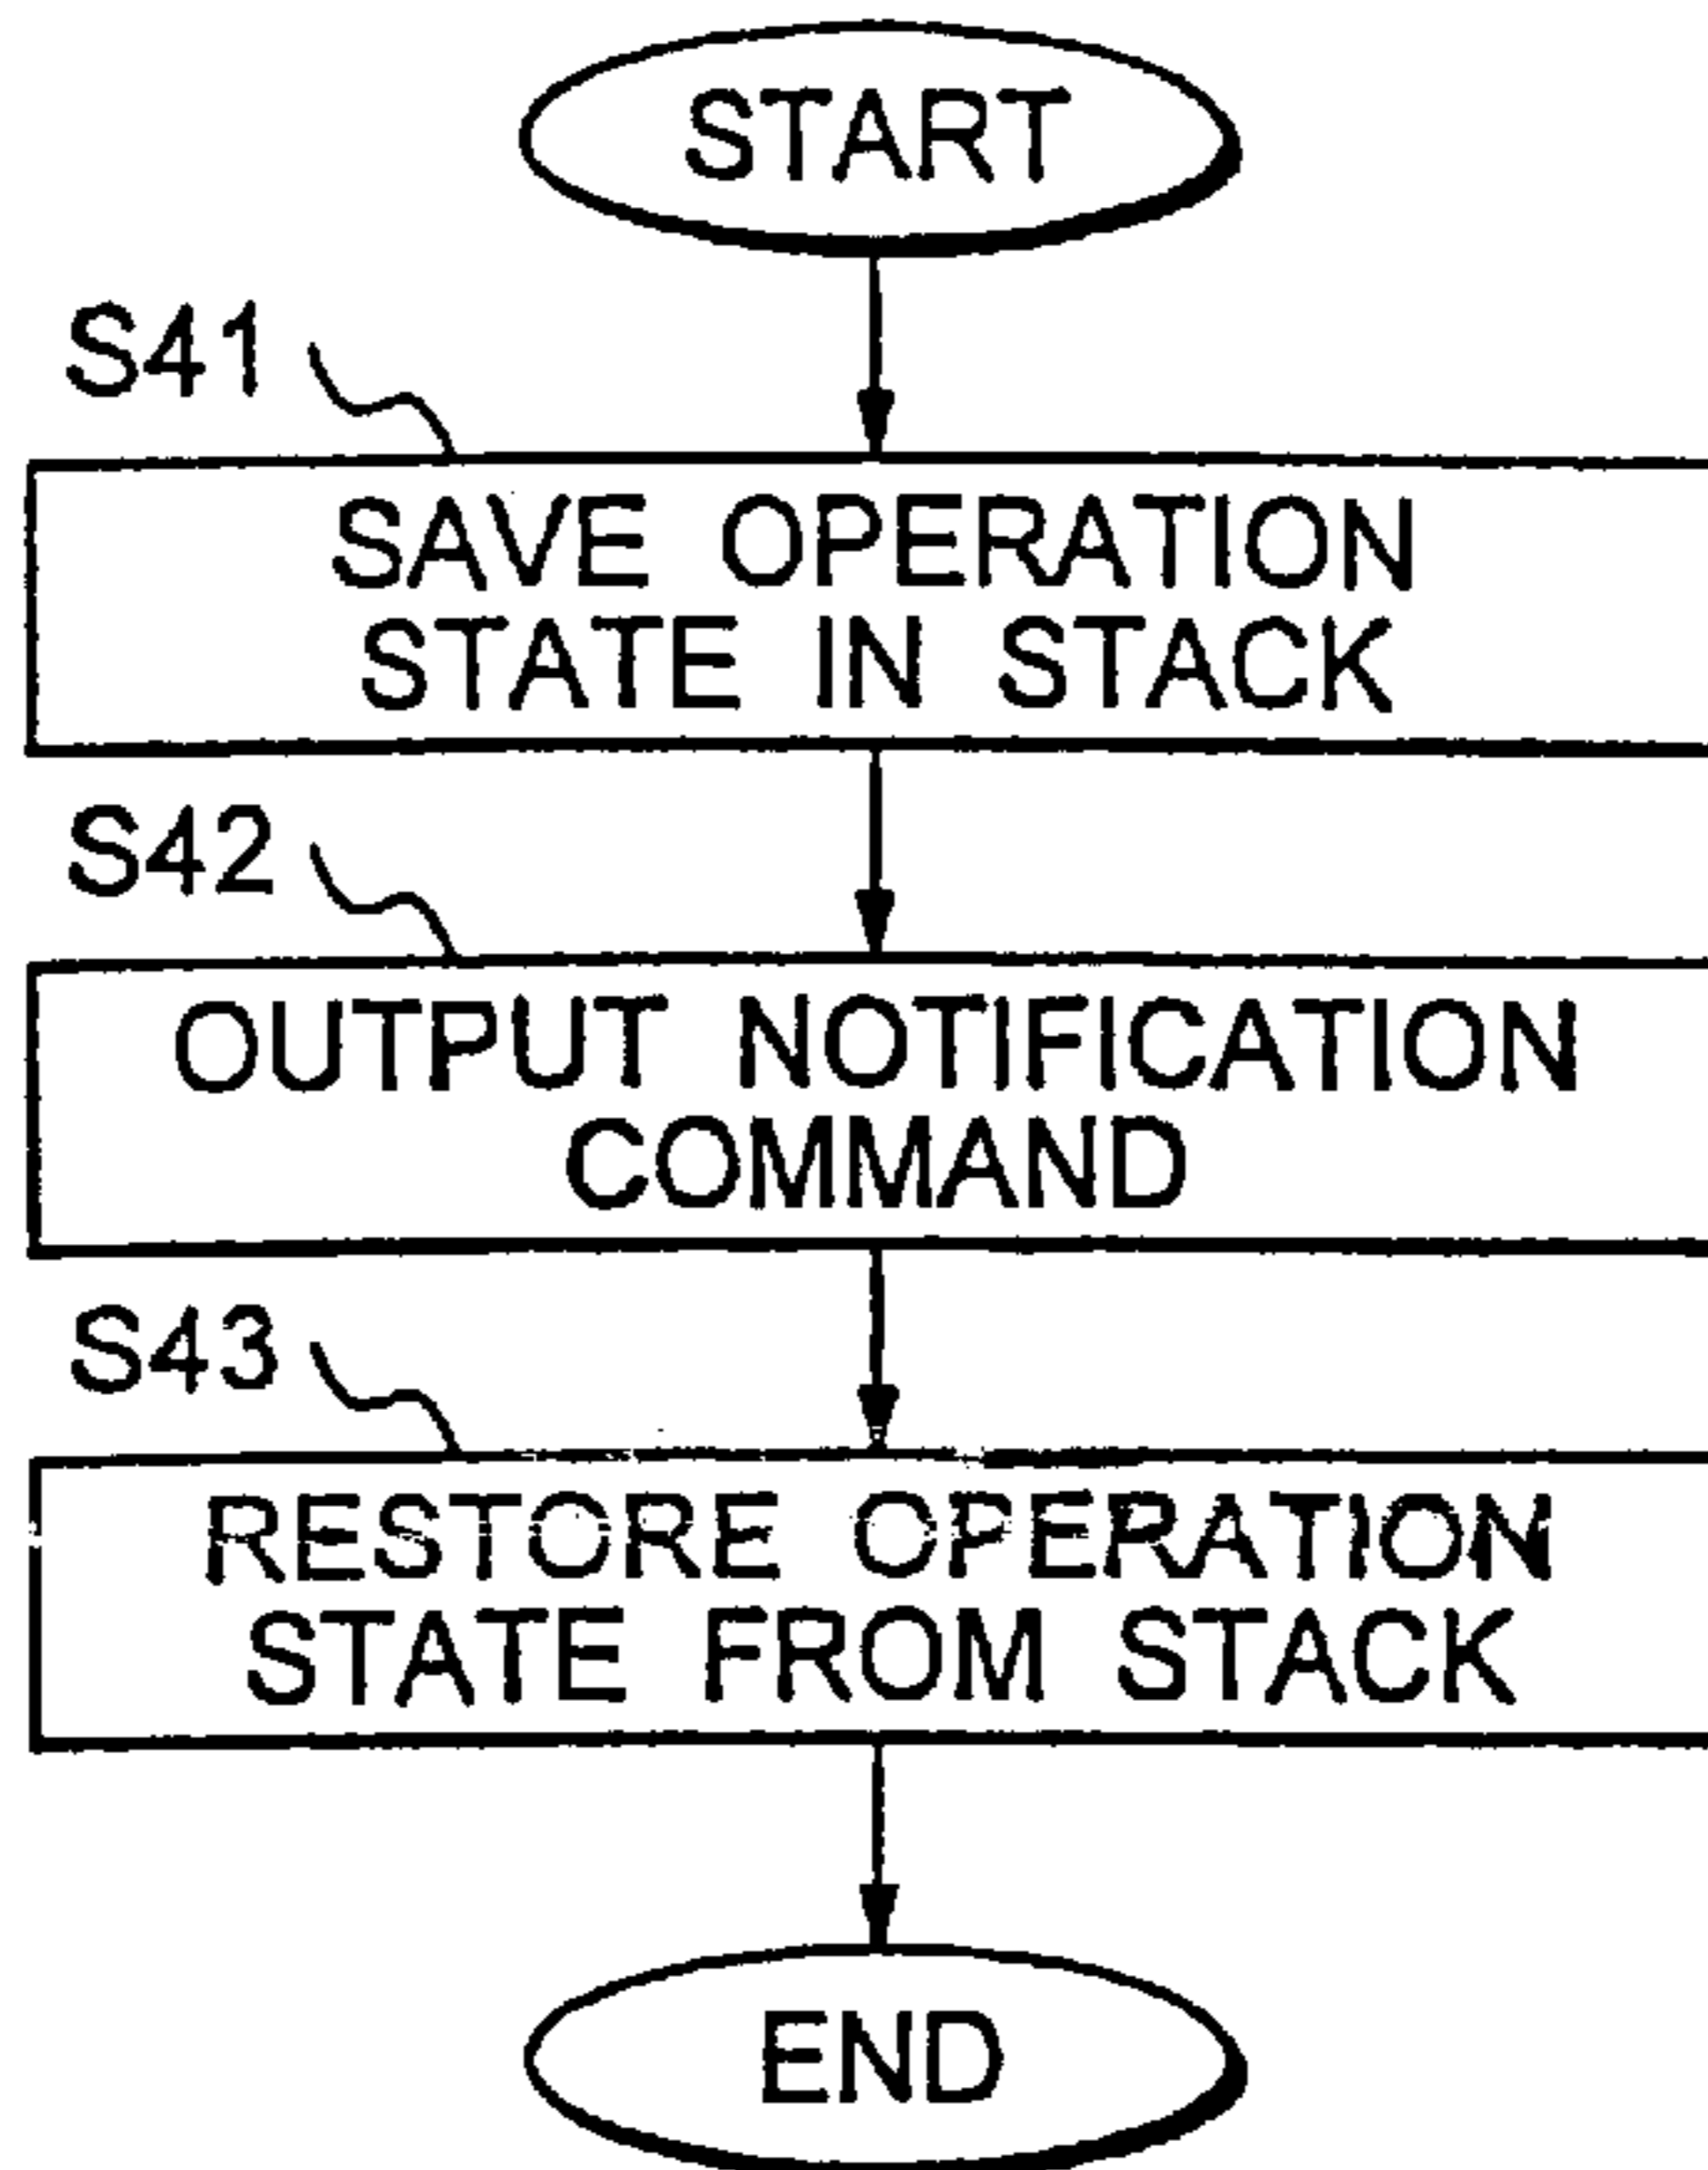 START
S41
SAVE OPERATION
STATE IN STACK
S42
OUTPUT NOTIFICATION
COMMAND
S43
RESTORE OPERATION
STATE FROM STACK
END